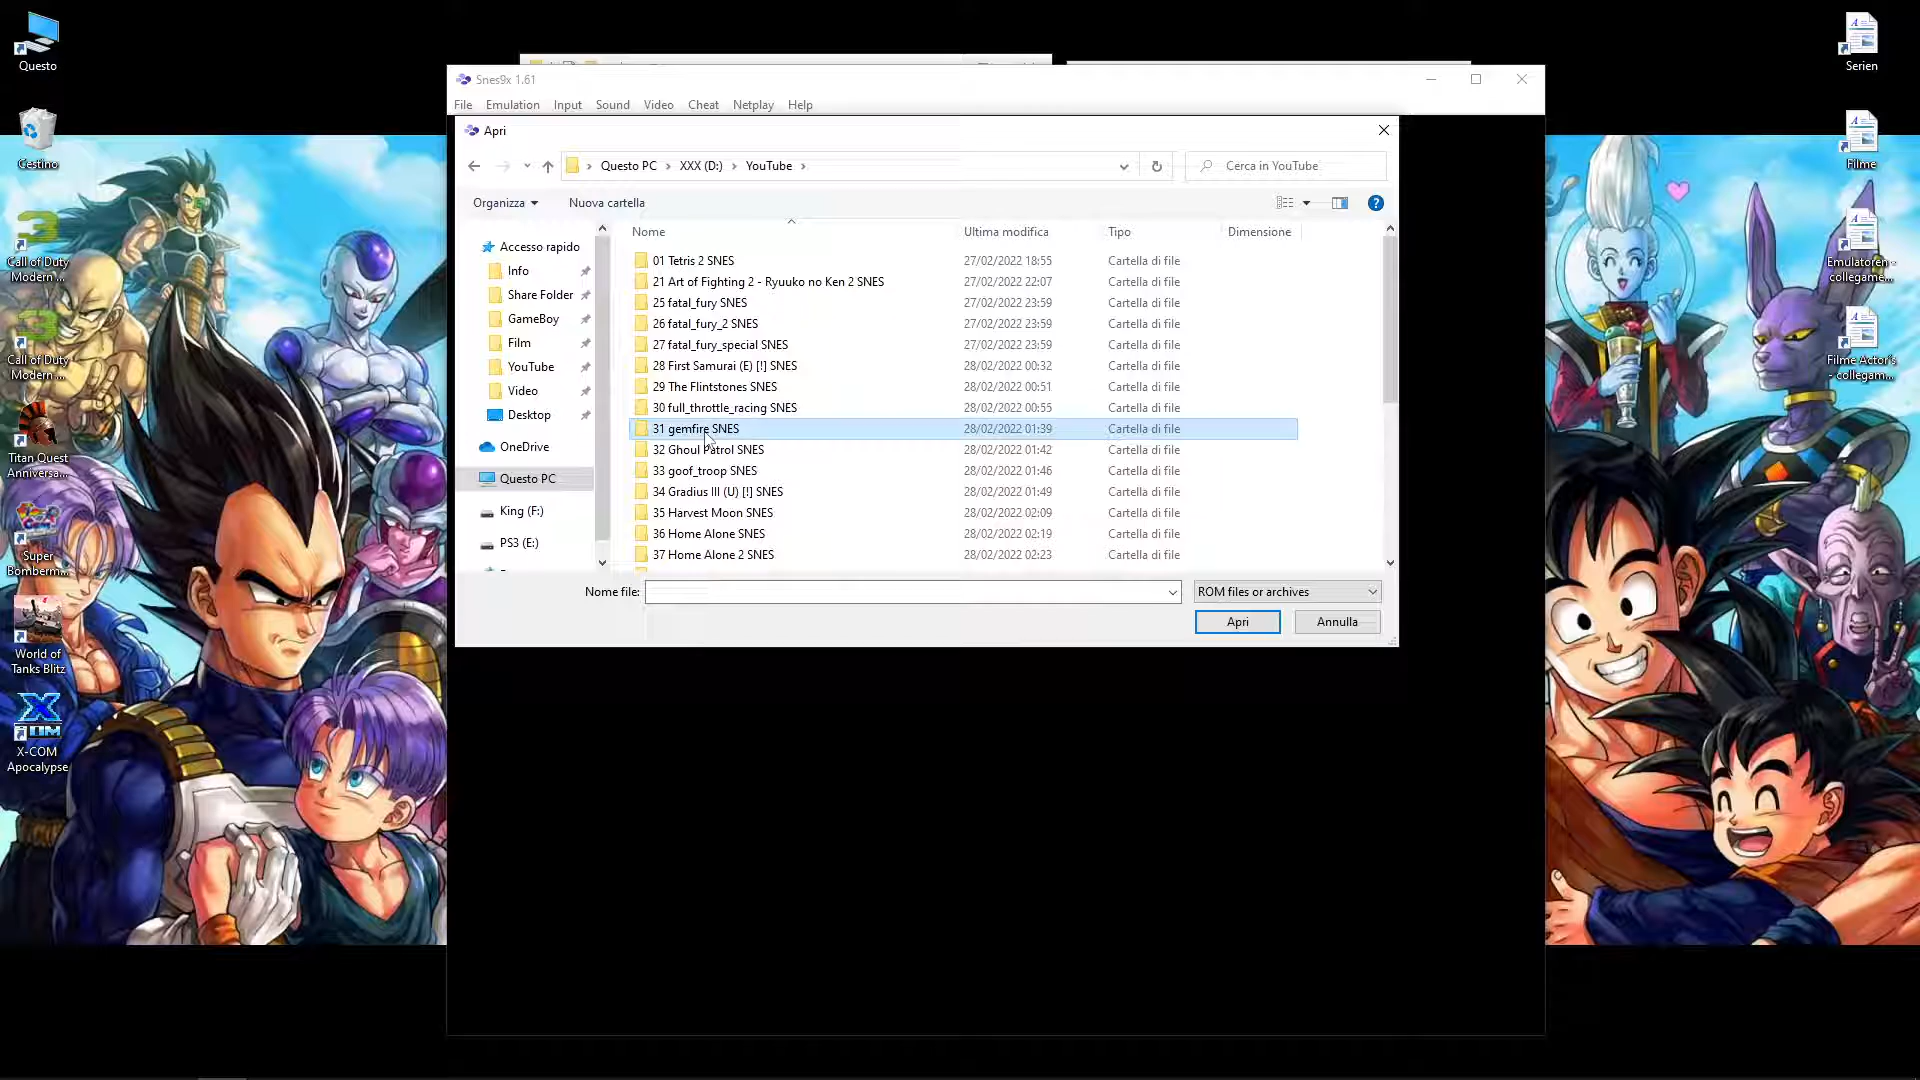 Questo
Cestino
Call of Duty
Modern ...
Call of Duty
Modern ...
Titan Quest
Anniversa...
Super
Bomberm...
World of
Tanks Blitz
X-COM
Apocalypse
Snes9x 1.61
File Emulation Input Sound Video Cheat Netplay Help
Apri
Questo PC › XXX (D:) › YouTube ›
Cerca in YouTube
Organizza
Nuova cartella
Accesso rapido
Info
Share Folder
GameBoy
Film
YouTube
Video
Desktop
OneDrive
Questo PC
King (F:)
PS3 (E:)
Nome Ultima modifica Tipo Dimensione
01 Tetris 2 SNES 27/02/2022 18:55 Cartella di file
21 Art of Fighting 2 - Ryuuko no Ken 2 SNES 27/02/2022 22:07 Cartella di file
25 fatal_fury SNES 27/02/2022 23:59 Cartella di file
26 fatal_fury_2 SNES 27/02/2022 23:59 Cartella di file
27 fatal_fury_special SNES 27/02/2022 23:59 Cartella di file
28 First Samurai (E) [!] SNES 28/02/2022 00:32 Cartella di file
29 The Flintstones SNES 28/02/2022 00:51 Cartella di file
30 full_throttle_racing SNES 28/02/2022 00:55 Cartella di file
31 gemfire SNES 28/02/2022 01:39 Cartella di file
32 Ghoul Patrol SNES 28/02/2022 01:42 Cartella di file
33 goof_troop SNES 28/02/2022 01:46 Cartella di file
34 Gradius III (U) [!] SNES 28/02/2022 01:49 Cartella di file
35 Harvest Moon SNES 28/02/2022 02:09 Cartella di file
36 Home Alone SNES 28/02/2022 02:19 Cartella di file
37 Home Alone 2 SNES 28/02/2022 02:23 Cartella di file
Nome file:
ROM files or archives
Apri
Annulla
Serien
Filme
Emulatoren -
collegame...
Filme Actor's
- collegam...